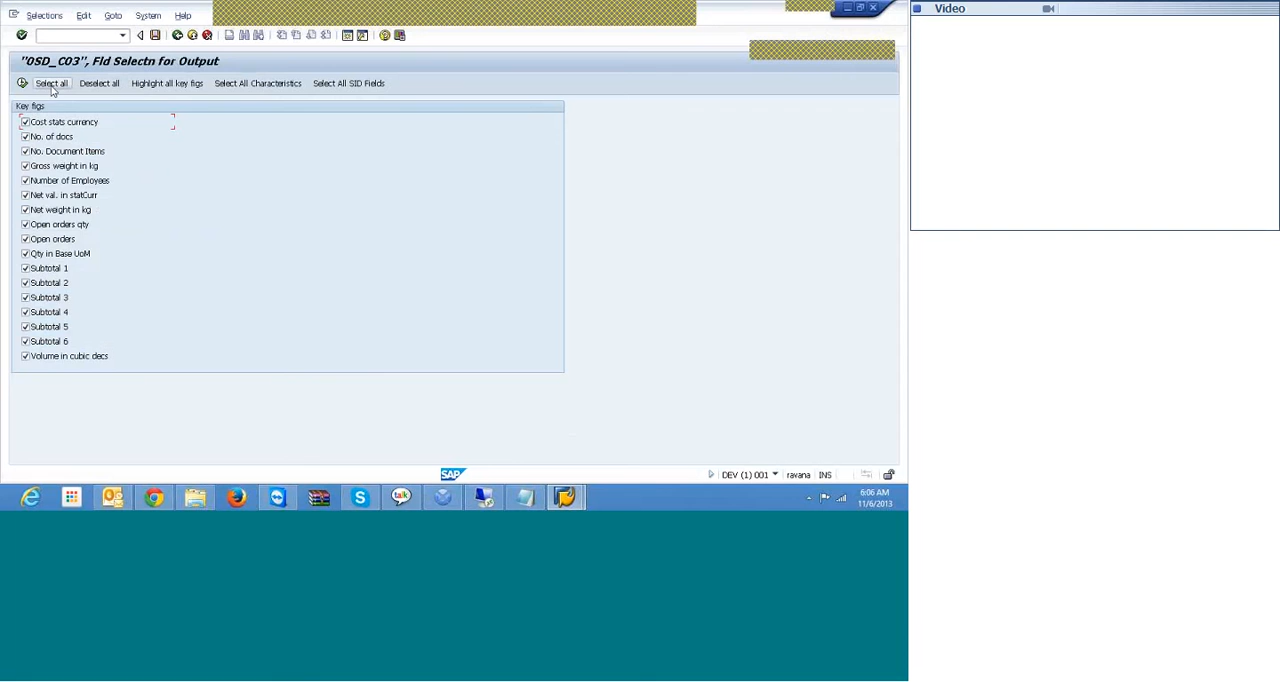 Selections Edit Goto System Help
"0SD_C03", Fld Selectn for Output
Select all Deselect all Highlight all key figs Select All Characteristics Select All SID Fields
Key figs
Cost stats currency
No. of docs
No. Document Items
Gross weight in kg
Number of Employees
Net val. in statCurr
Net weight in kg
Open orders qty
Open orders
Qty in Base UoM
Subtotal 1
Subtotal 2
Subtotal 3
Subtotal 4
Subtotal 5
Subtotal 6
Volume in cubic decs
SAP
DEV (1) 001 ravana INS
talk
6:06 AM
11/6/2013
Video